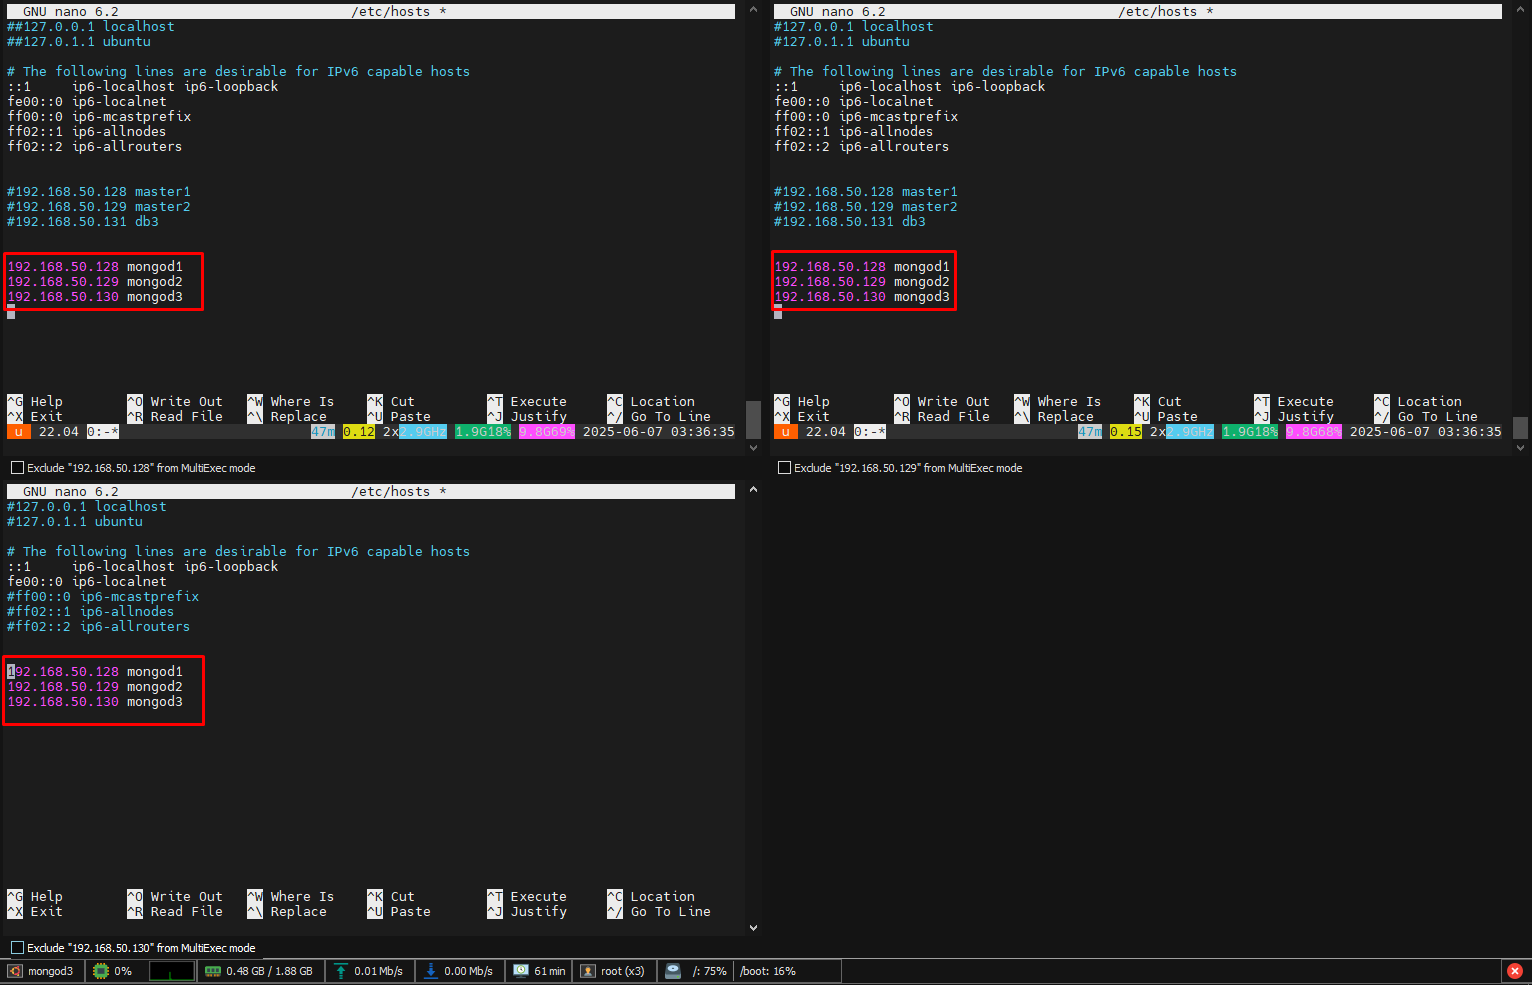 GNU nano 6.2 /etc/hosts *
##127.0.0.1 localhost
##127.0.1.1 ubuntu
# The following lines are desirable for IPv6 capable hosts
::1 ip6-localhost ip6-loopback
fe00::0 ip6-localnet
ff00::0 ip6-mcastprefix
ff02::1 ip6-allnodes
ff02::2 ip6-allrouters
#192.168.50.128 master1
#192.168.50.129 master2
#192.168.50.131 db3
192.168.50.128 mongod1
192.168.50.129 mongod2
192.168.50.130 mongod3
^G Help ^O Write Out ^W Where Is ^K Cut ^T Execute ^C Location
^X Exit ^R Read File ^\ Replace ^U Paste ^J Justify ^/ Go To Line
u 22.04 0:-* 47m 0.12 2x2.9GHz 1.9G18% 9.8G69% 2025-06-07 03:36:35
Exclude "192.168.50.128" from MultiExec mode
GNU nano 6.2 /etc/hosts *
#127.0.0.1 localhost
#127.0.1.1 ubuntu
# The following lines are desirable for IPv6 capable hosts
::1 ip6-localhost ip6-loopback
fe00::0 ip6-localnet
ff00::0 ip6-mcastprefix
ff02::1 ip6-allnodes
ff02::2 ip6-allrouters
#192.168.50.128 master1
#192.168.50.129 master2
#192.168.50.131 db3
192.168.50.128 mongod1
192.168.50.129 mongod2
192.168.50.130 mongod3
^G Help ^O Write Out ^W Where Is ^K Cut ^T Execute ^C Location
^X Exit ^R Read File ^\ Replace ^U Paste ^J Justify ^/ Go To Line
u 22.04 0:-* 47m 0.15 2x2.9GHz 1.9G18% 9.8G68% 2025-06-07 03:36:35
Exclude "192.168.50.129" from MultiExec mode
GNU nano 6.2 /etc/hosts *
#127.0.0.1 localhost
#127.0.1.1 ubuntu
# The following lines are desirable for IPv6 capable hosts
::1 ip6-localhost ip6-loopback
fe00::0 ip6-localnet
#ff00::0 ip6-mcastprefix
#ff02::1 ip6-allnodes
#ff02::2 ip6-allrouters
192.168.50.128 mongod1
192.168.50.129 mongod2
192.168.50.130 mongod3
^G Help ^O Write Out ^W Where Is ^K Cut ^T Execute ^C Location
^X Exit ^R Read File ^\ Replace ^U Paste ^J Justify ^/ Go To Line
Exclude "192.168.50.130" from MultiExec mode
mongod3 0% 0.48 GB / 1.88 GB 0.01 Mb/s 0.00 Mb/s 61 min root (x3) /: 75% /boot: 16%